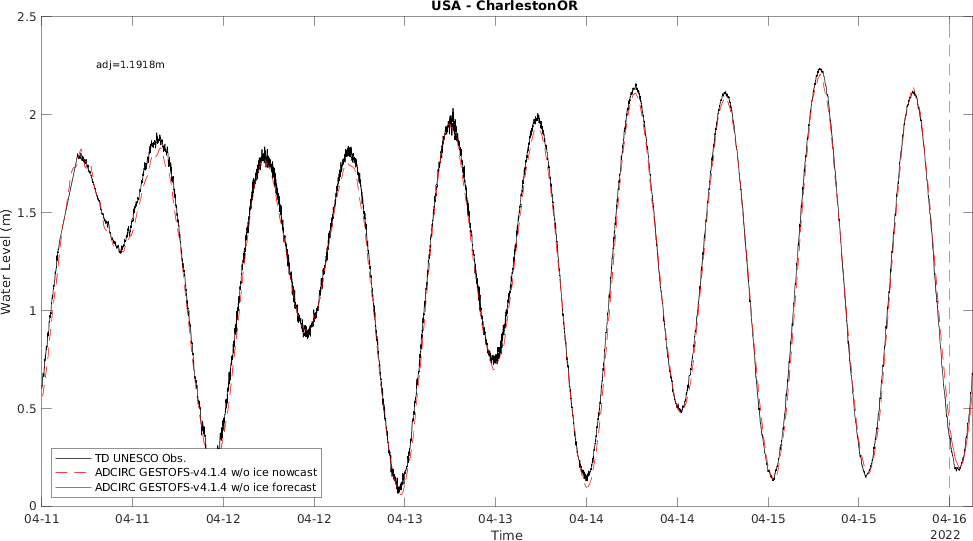 USA - CharlestonOR
2.5
adj=1.1918m
2
1.5
Water Level (m)
1
0.5
TD UNESCO Obs.
ADCIRC GESTOFS-v4.1.4 w/o ice nowcast
ADCIRC GESTOFS-v4.1.4 w/o ice forecast
0
04-11 04-11 04-12 04-12 04-13 04-13 04-14 04-14 04-15 04-15 04-16
Time 2022